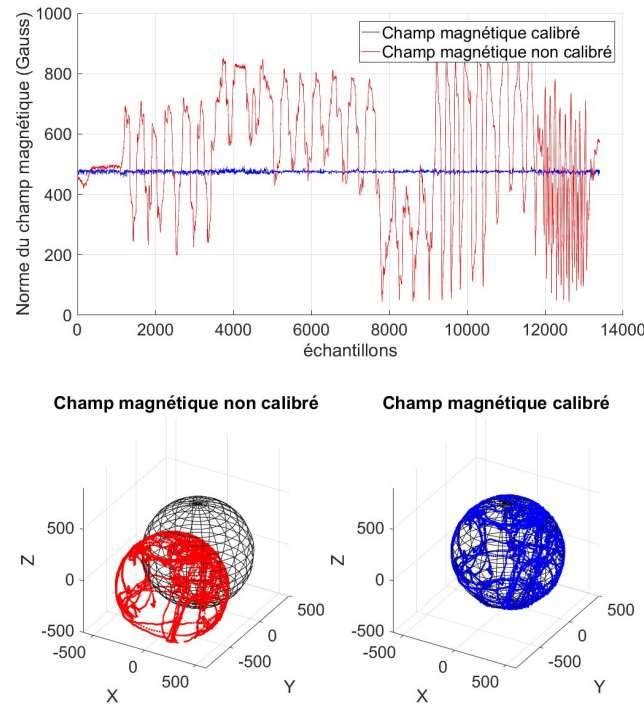 1000
800
600
400
200
0
Norme du champ magnétique (Gauss)
Champ magnétique calibré
Champ magnétique non calibré
0 2000 4000 6000 8000 10000 12000 14000
échantillons
Champ magnétique non calibré
500
0
-500
Z
-500 0 500
X
-500 0 500
Y
Champ magnétique calibré
500
0
-500
Z
-500 0 500
X
-500 0 500
Y